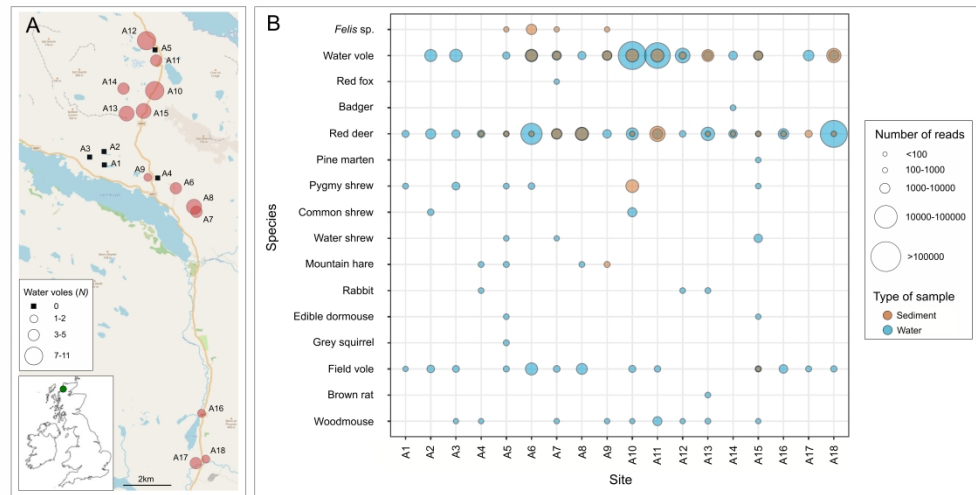 A
A12
A5
A11
A14
A10
A13
A15
A3
A2
A1
A9
A4
A6
A8
A7
Water voles (N)
0
1-2
3-5
7-11
A16
A17
A18
2km
B
Species
Felis sp.
Water vole
Red fox
Badger
Red deer
Pine marten
Pygmy shrew
Common shrew
Water shrew
Mountain hare
Rabbit
Edible dormouse
Grey squirrel
Field vole
Brown rat
Woodmouse
A1 A2 A3 A4 A5 A6 A7 A8 A9 A10 A11 A12 A13 A14 A15 A16 A17 A18
Site
Number of reads
<100
100-1000
1000-10000
10000-100000
>100000
Type of sample
Sediment
Water